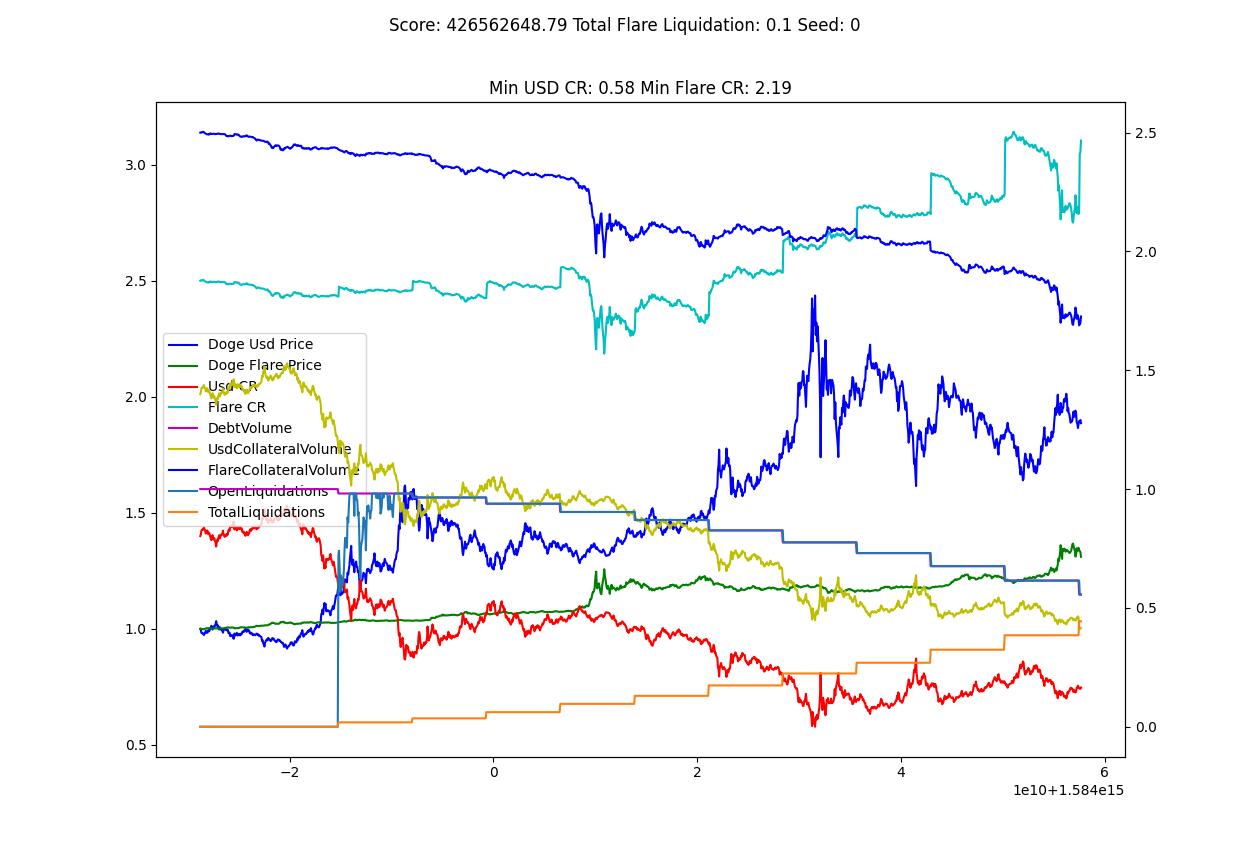 Score: 426562648.79 Total Flare Liquidation: 0.1 Seed: 0
Min USD CR: 0.58 Min Flare CR: 2.19
3.0
2.5
2.0
1.5
1.0
0.5
2.5
2.0
1.5
1.0
0.5
0.0
Doge Usd Price
Doge Flare Price
Usd CR
Flare CR
DebtVolume
UsdCollateralVolume
FlareCollateralVolume
OpenLiquidations
TotalLiquidations
−2 0 2 4 6
1e10+1.584e15